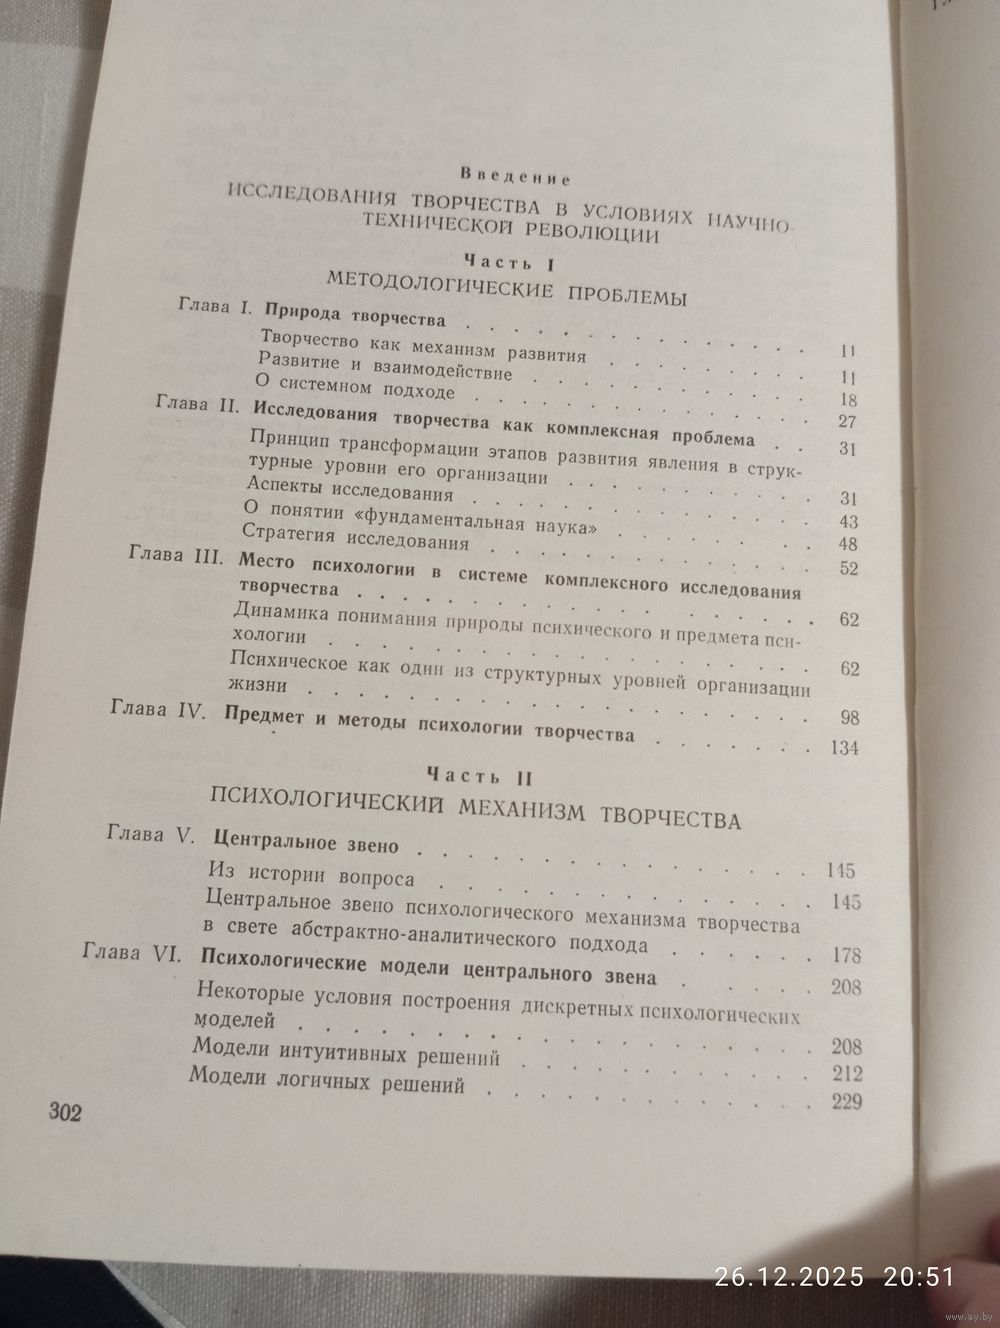 Введение
ИССЛЕДОВАНИЯ ТВОРЧЕСТВА В УСЛОВИЯХ НАУЧНО-
ТЕХНИЧЕСКОЙ РЕВОЛЮЦИИ
Часть I
МЕТОДОЛОГИЧЕСКИЕ ПРОБЛЕМЫ
Глава I. Природа творчества . . . . . . . . . . . . 11
Творчество как механизм развития . . . . . . . . 11
Развитие и взаимодействие . . . . . . . . . . . 18
О системном подходе . . . . . . . . . . . . . 27
Глава II. Исследования творчества как комплексная проблема . . 31
Принцип трансформации этапов развития явления в струк-
турные уровни его организации . . . . . . . . . . 31
Аспекты исследования . . . . . . . . . . . . . 43
О понятии «фундаментальная наука» . . . . . . . . 48
Стратегия исследования . . . . . . . . . . . . 52
Глава III. Место психологии в системе комплексного исследования
творчества . . . . . . . . . . . . . . . . . 62
Динамика понимания природы психического и предмета пси-
хологии . . . . . . . . . . . . . . . . . . 62
Психическое как один из структурных уровней организации
жизни . . . . . . . . . . . . . . . . . . . 98
Глава IV. Предмет и методы психологии творчества . . . . . . . 134
Часть II
ПСИХОЛОГИЧЕСКИЙ МЕХАНИЗМ ТВОРЧЕСТВА
Глава V. Центральное звено . . . . . . . . . . . . . . . 145
Из истории вопроса . . . . . . . . . . . . . . 145
Центральное звено психологического механизма творчества
в свете абстрактно-аналитического подхода . . . . . . 178
Глава VI. Психологические модели центрального звена . . . . . 208
Некоторые условия построения дискретных психологических
моделей . . . . . . . . . . . . . . . . . . 208
Модели интуитивных решений . . . . . . . . . . . 212
Модели логичных решений . . . . . . . . . . . . 229
302
26.12.2025 20:51
www.ay.by